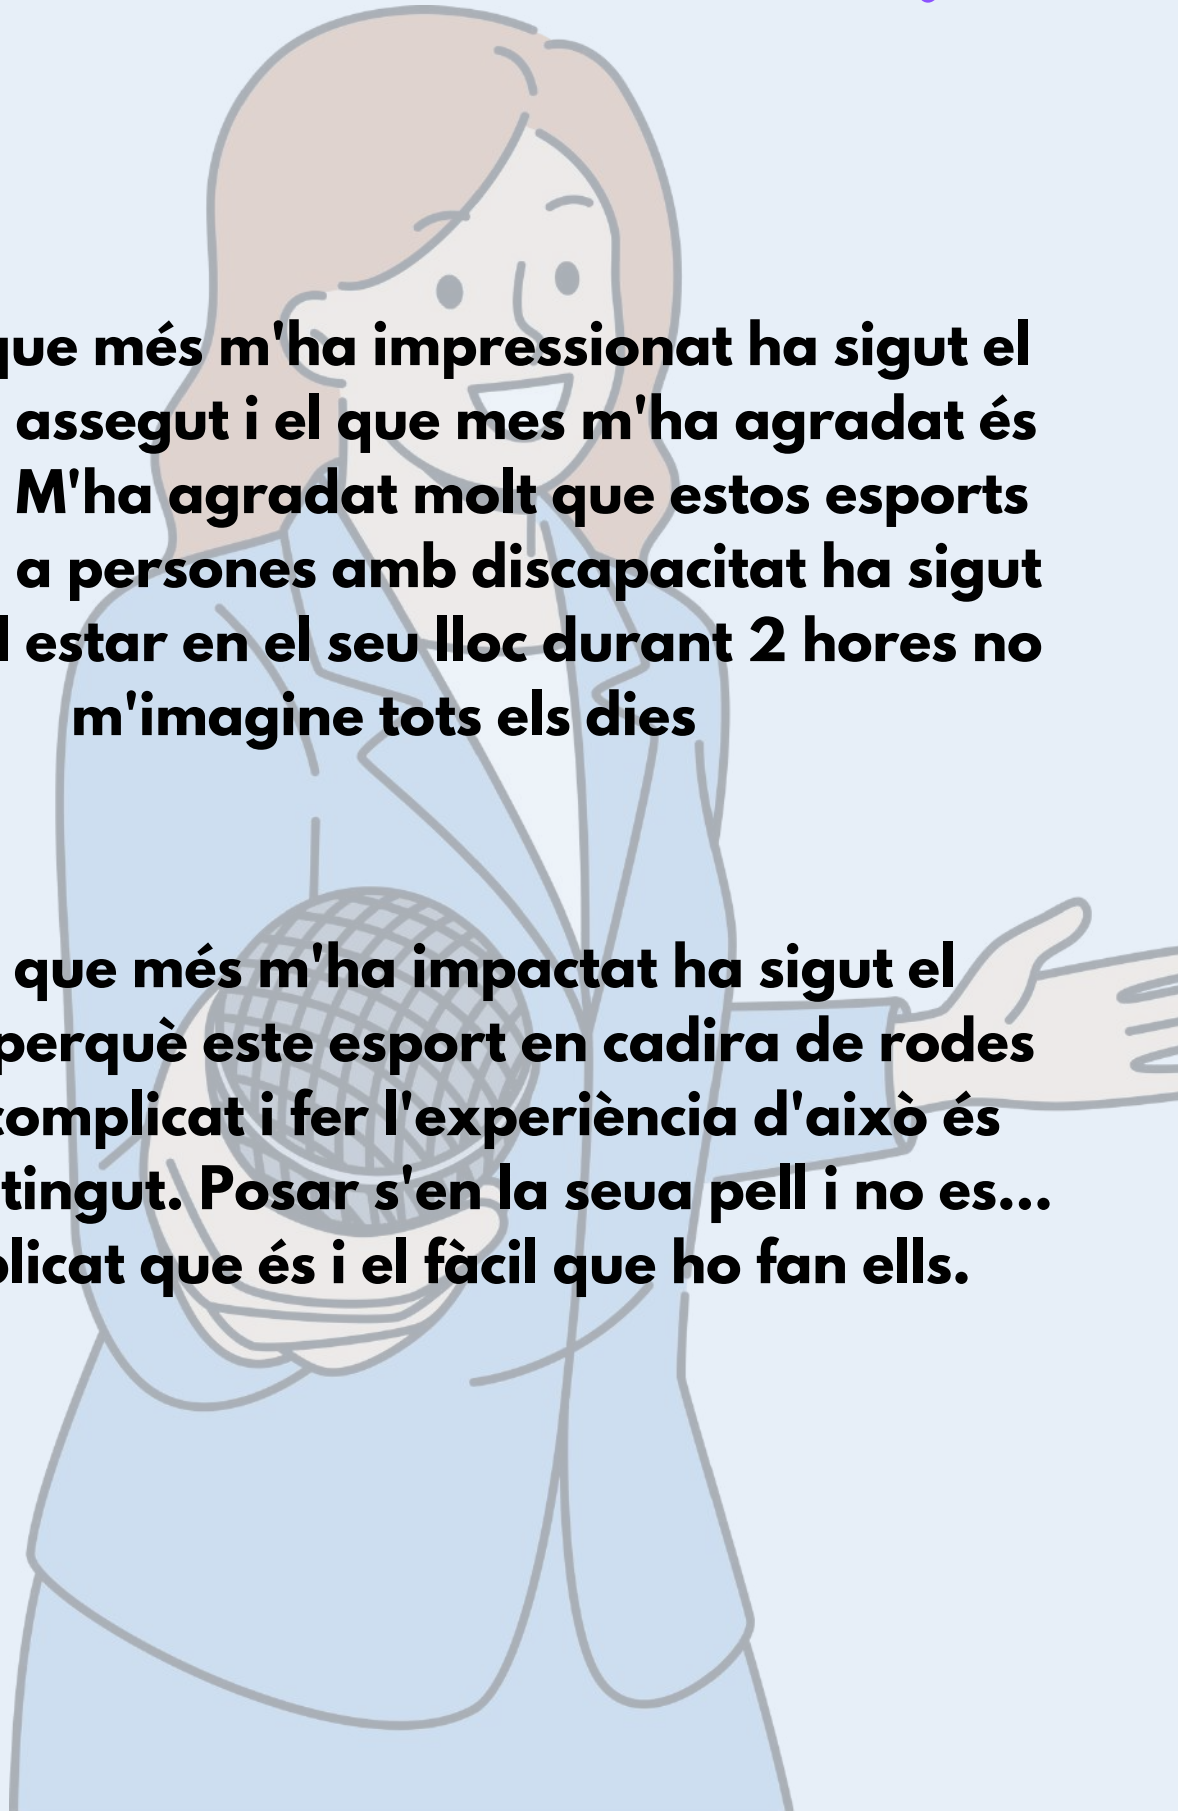 que més m'ha impressionat ha sigut el
assegut i el que mes m'ha agradat és
M'ha agradat molt que estos esports
a persones amb discapacitat ha sigut
estar en el seu lloc durant 2 hores no
m'imagine tots els dies
que més m'ha impactat ha sigut el
perquè este esport en cadira de rodes
complicat i fer l'experiència d'això és
tingut. Posar s'en la seua pell i no es...
que és i el fàcil que ho fan ells.